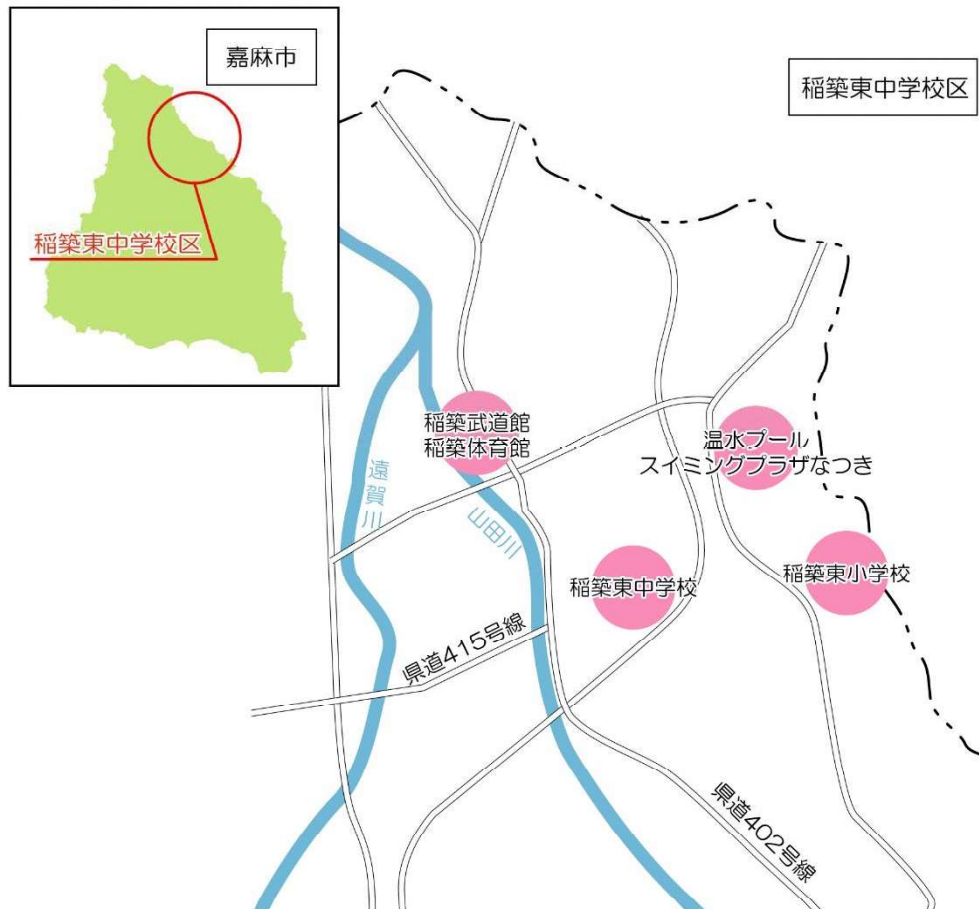 嘉麻市
稲築東中学校区
稲築東中学校区
稲築武道館
稲築体育館
温水プール
スイミングプラザなつき
遠賀川
山田川
稲築東中学校
稲築東小学校
県道415号線
県道402号線